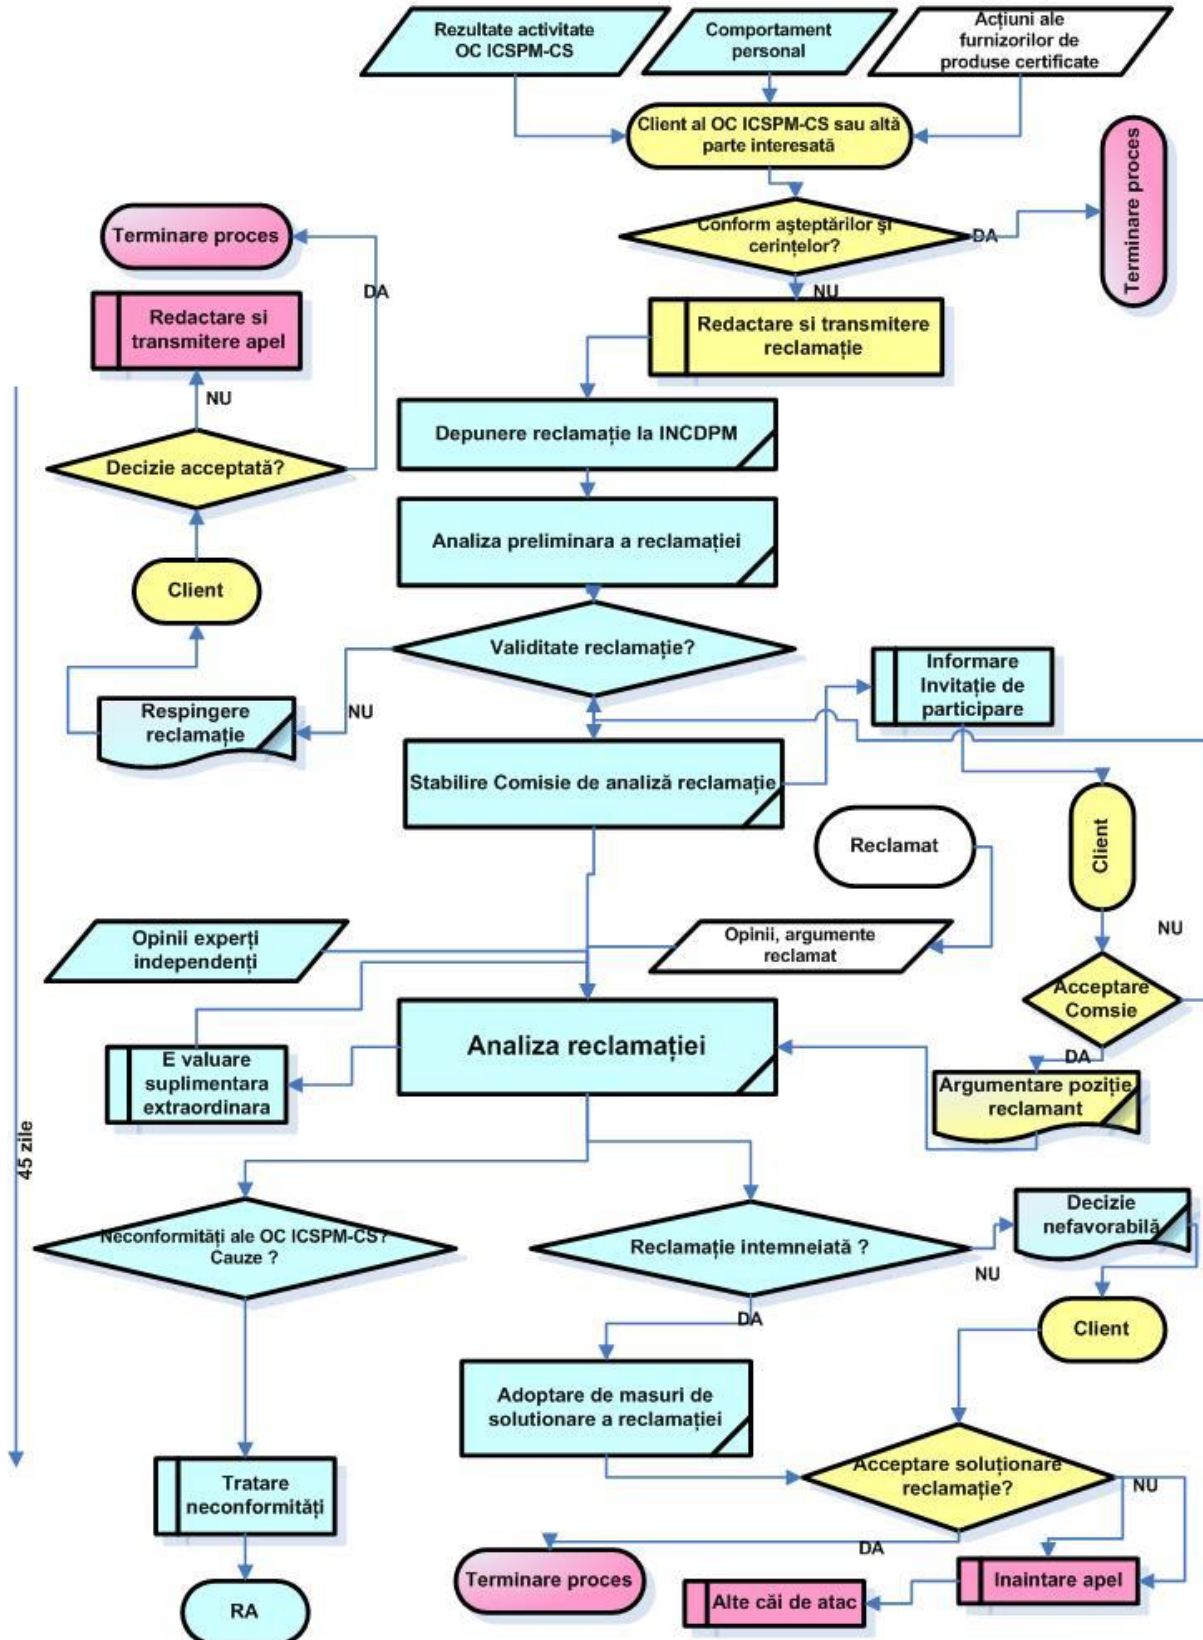 Rezultate activitate
OC ICSPM-CS
Comportament
personal
Acțiuni ale
furnizorilor de
produse certificate
Client al OC ICSPM-CS sau altă
parte interesată
Terminare proces
Conform aşteptărilor şi
cerințelor?
DA
NU
Terminare proces
DA
Redactare si
transmitere apel
NU
Redactare si transmitere
reclamație
Decizie acceptată?
Depunere reclamație la INCDPM
Analiza preliminara a reclamației
Client
Validitate reclamație?
NU
Respingere
reclamație
Informare
Invitație de
participare
Stabilire Comisie de analiză reclamație
Client
Reclamat
NU
Opinii experți
independenți
Opinii, argumente
reclamat
Acceptare
Comsie
DA
Analiza reclamației
E valuare
suplimentara
extraordinara
Argumentare poziție
reclamant
45 zile
Neconformități ale OC ICSPM-CS?
Cauze ?
Reclamație intemneiată ?
NU
Decizie
nefavorabilă
DA
Client
Adoptare de masuri de
solutionare a reclamației
Acceptare soluționare
reclamație?
NU
DA
Tratare
neconformități
Terminare proces
Inaintare apel
Alte căi de atac
RA